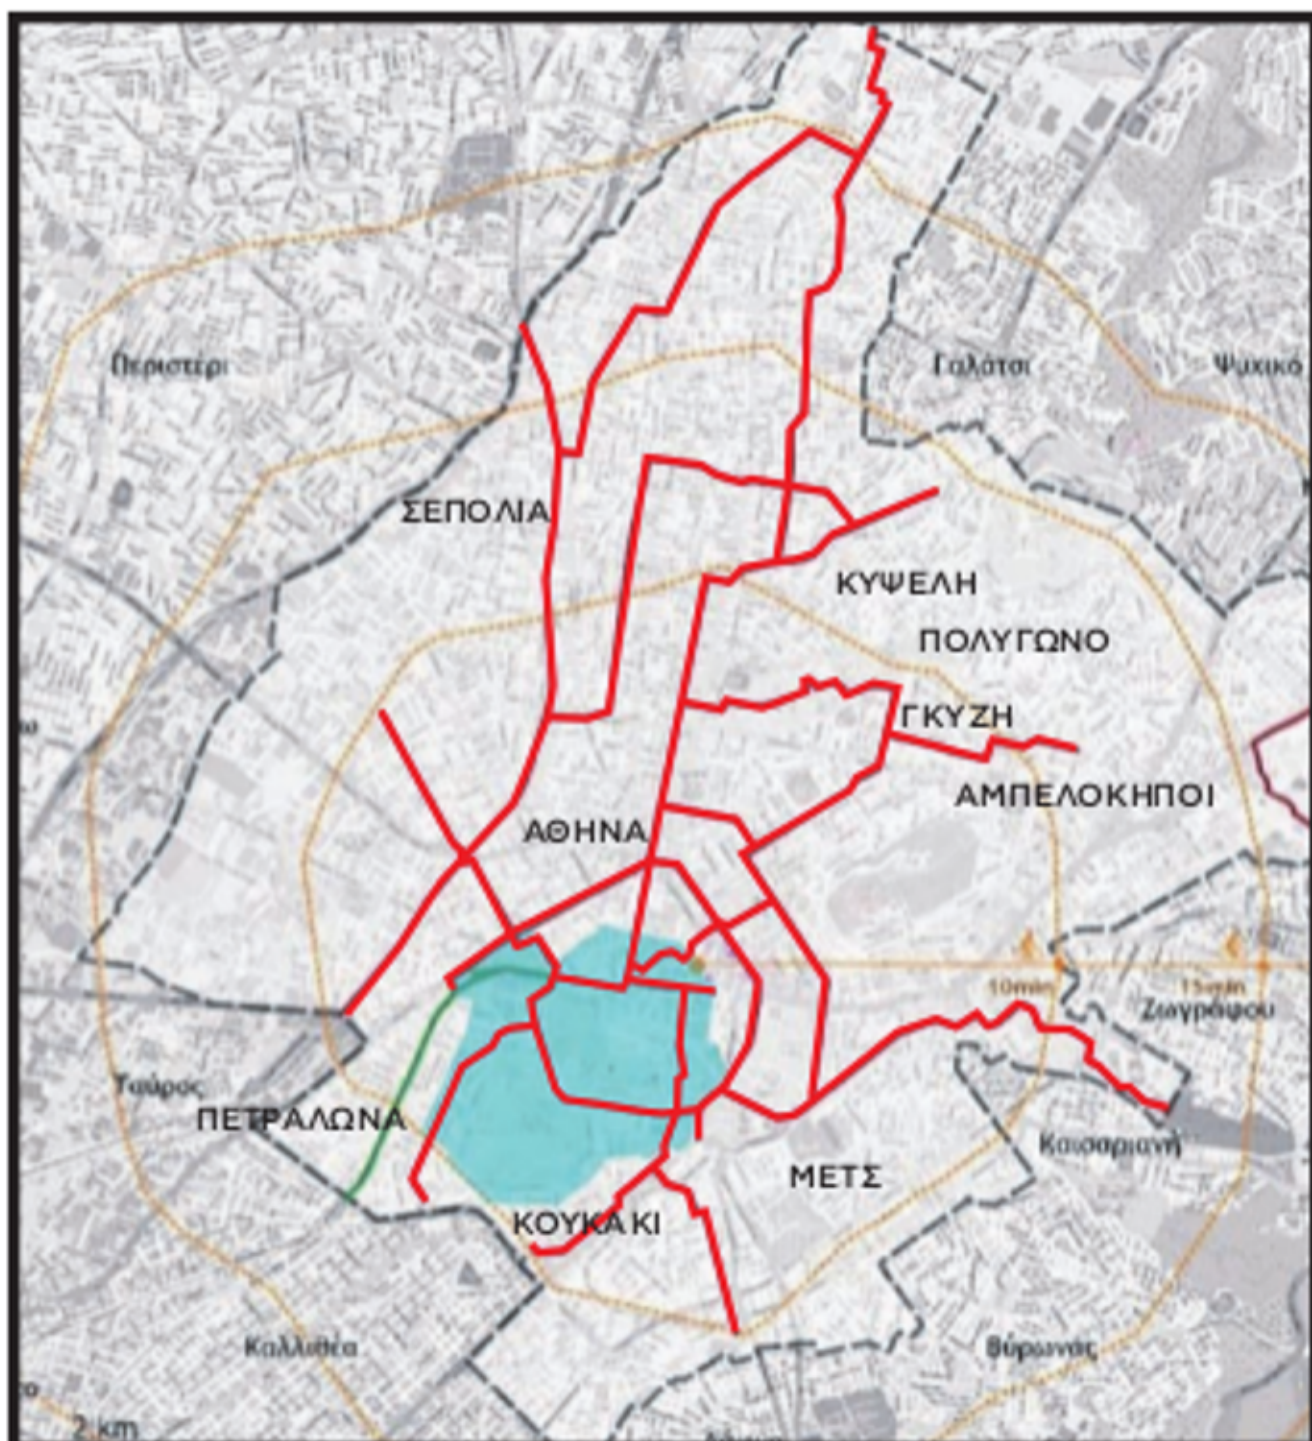 Περιστέρι
Γαλάτσι
Ψυχικο
ΣΕΠΟΛΙΑ
ΚΥΨΕΛΗ
ΠΟΛΥΓΩΝΟ
ΓΚΥΖΗ
ΑΜΠΕΛΟΚΗΠΟΙ
ΑΘΗΝΑ
10min
15min
Ζωγράφου
Ταύρος
ΠΕΤΡΑΛΩΝΑ
Καισαριανή
ΜΕΤΣ
ΚΟΥΚΑΚΙ
Καλλιθέα
Βύρωνας
2 km